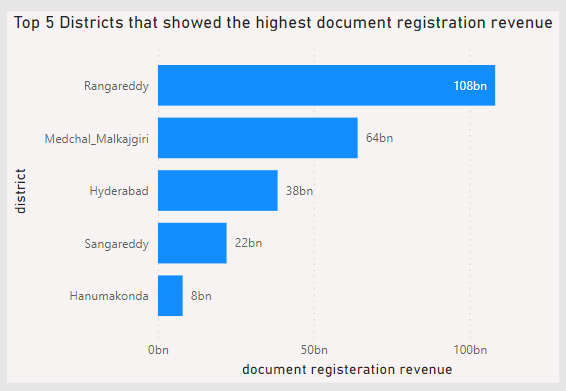 Top 5 Districts that showed the highest document registration revenue
district
Rangareddy 108bn
Medchal_Malkajgiri 64bn
Hyderabad 38bn
Sangareddy 22bn
Hanumakonda 8bn
0bn 50bn 100bn
document registeration revenue